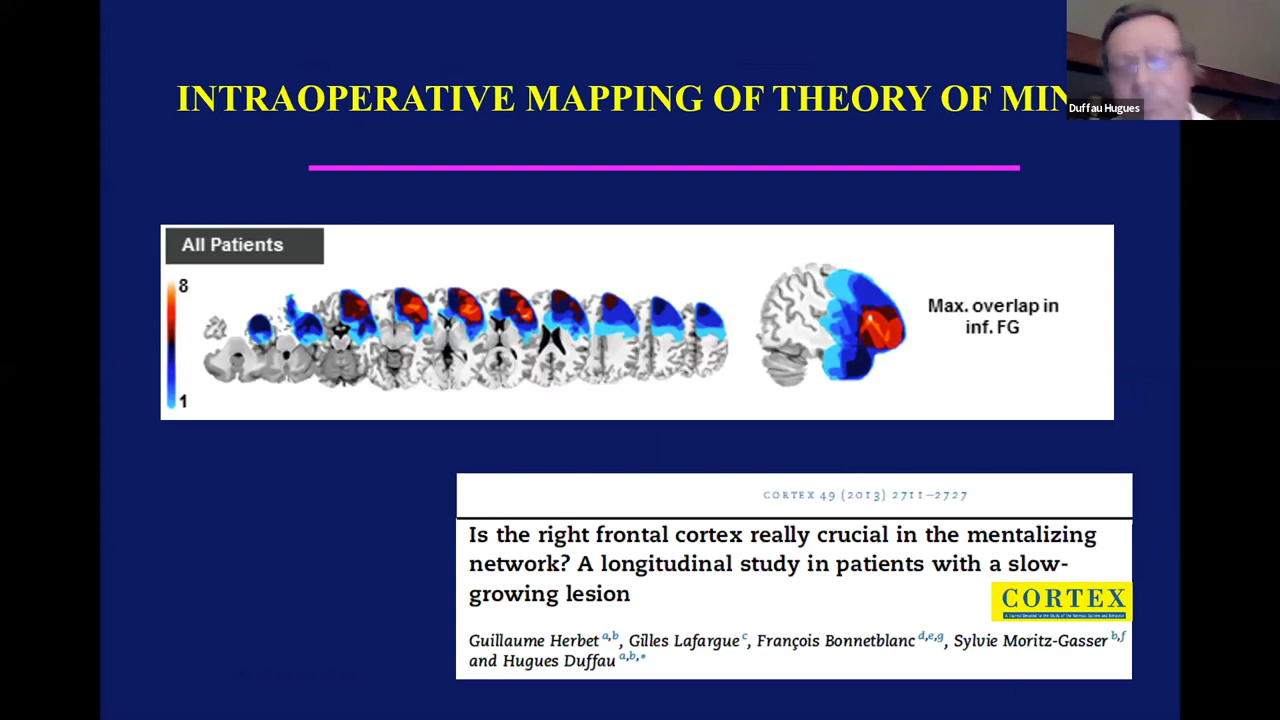 INTRAOPERATIVE MAPPING OF THEORY OF MIN
Duffau Hugues
All Patients
8
1
Max. overlap in
inf. FG
CORTEX 49 (2013) 2711–2727
Is the right frontal cortex really crucial in the mentalizing
network? A longitudinal study in patients with a slow-
growing lesion
CORTEX
Guillaume Herbet a,b, Gilles Lafargue c, François Bonnetblanc d,e,g, Sylvie Moritz-Gasser b,f
and Hugues Duffau a,b,*